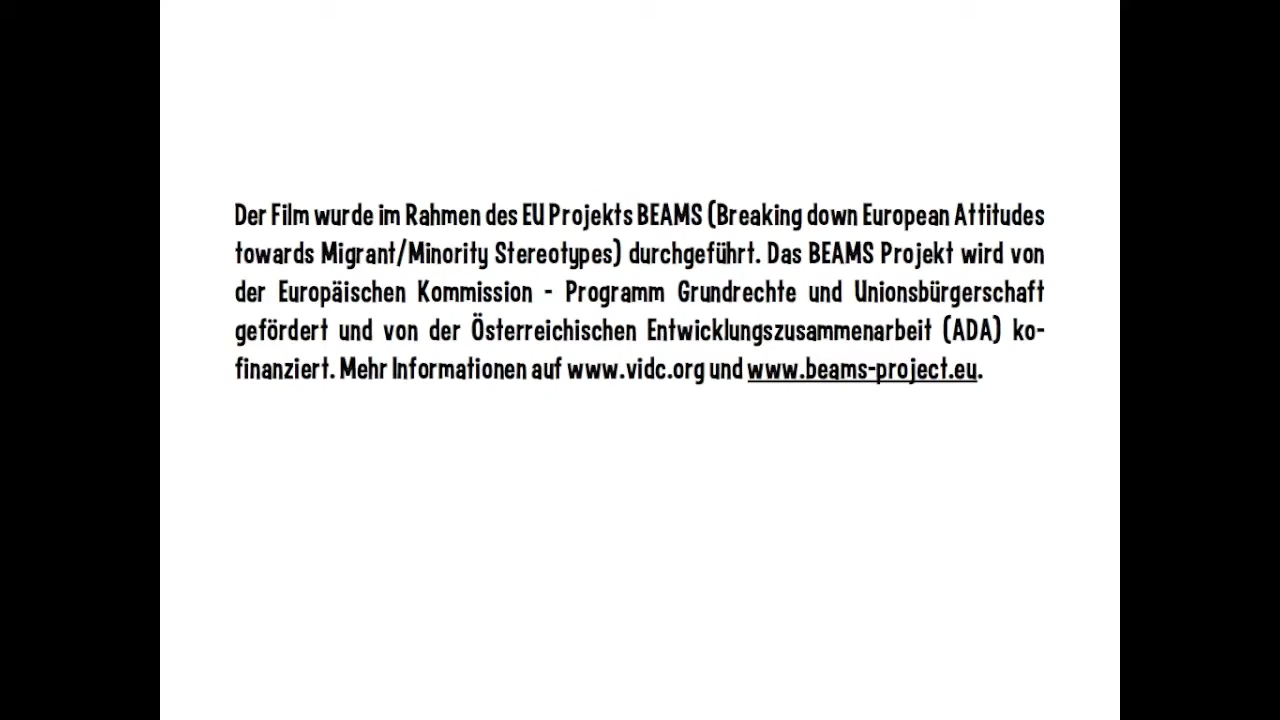 Der Film wurde im Rahmen des EU Projekts BEAMS (Breaking down European Attitudes
towards Migrant/Minority Stereotypes) durchgeführt. Das BEAMS Projekt wird von
der Europäischen Kommission - Programm Grundrechte und Unionsbürgerschaft
gefördert und von der Österreichischen Entwicklungszusammenarbeit (ADA) ko-
finanziert. Mehr Informationen auf www.vidc.org und www.beams-project.eu.